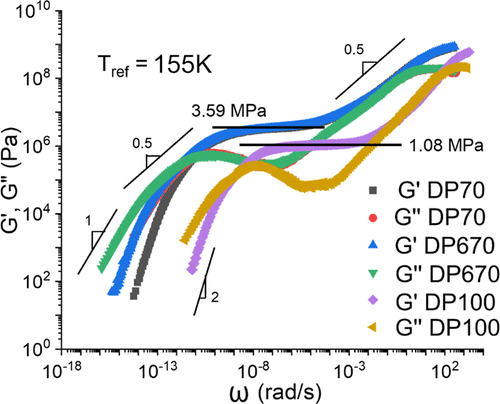 G', G" (Pa)
10^10
10^8
10^6
10^4
10^2
10^0
T_ref = 155K
0.5
3.59 MPa
0.5
1.08 MPa
1
2
G' DP70
G" DP70
G' DP670
G" DP670
G' DP100
G" DP100
10^-18 10^-13 10^-8 10^-3 10^2
ω (rad/s)